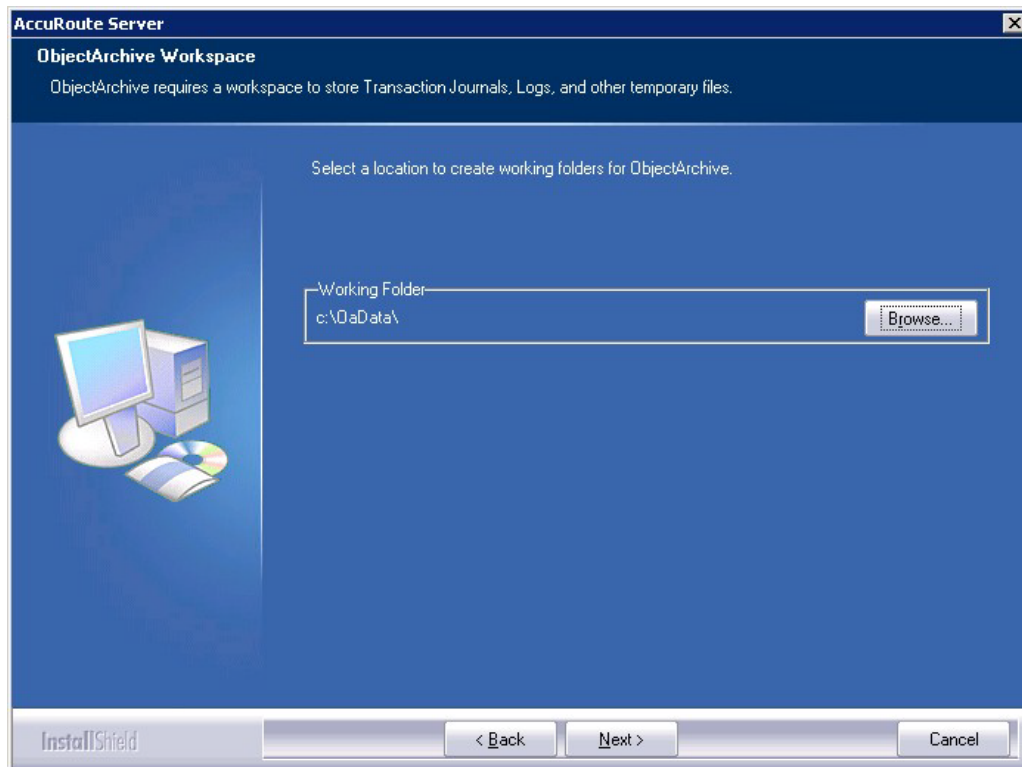 AccuRoute Server
ObjectArchive Workspace
ObjectArchive requires a workspace to store Transaction Journals, Logs, and other temporary files.
Select a location to create working folders for ObjectArchive.
Working Folder
c:\OaData\
Browse...
InstallShield
< Back
Next >
Cancel